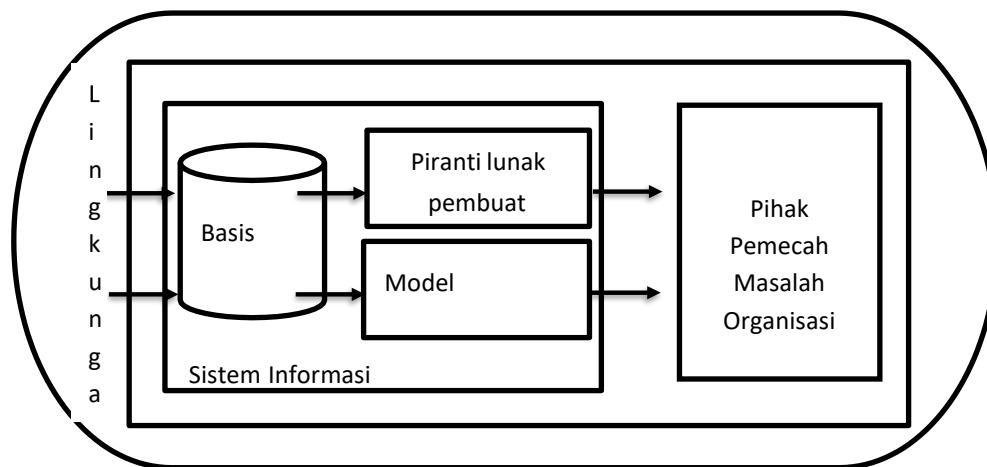 L
i
n
g
k
u
n
g
a
Basis
Piranti lunak
pembuat
Model
Sistem Informasi
Pihak
Pemecah
Masalah
Organisasi